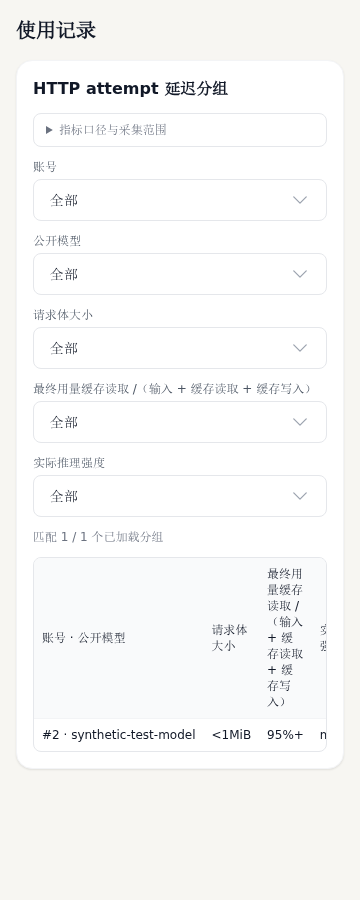 使用记录
HTTP attempt 延迟分组
指标口径与采集范围
账号
全部
公开模型
全部
请求体大小
全部
最终用量缓存读取 /（输入 + 缓存读取 + 缓存写入）
全部
实际推理强度
全部
匹配 1 / 1 个已加载分组
账号 · 公开模型
请求体
大小
最终用
量缓存
读取 /
（输入
+ 缓
存读取
+ 缓
存写
入）
#2 · synthetic-test-model
<1MiB
95%+